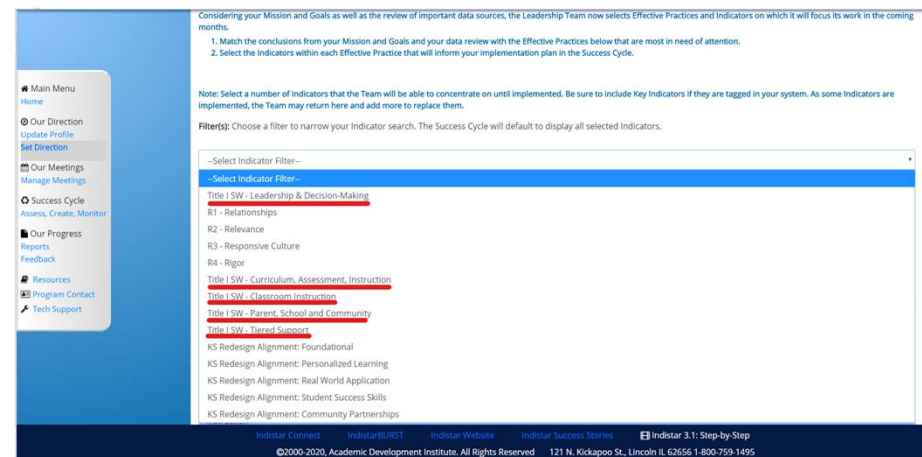 Considering your Mission and Goals as well as the review of important data sources, the Leadership Team now selects Effective Practices and Indicators on which it will focus its work in the coming
months.
1. Match the conclusions from your Mission and Goals and your data review with the Effective Practices below that are most in need of attention.
2. Select the Indicators within each Effective Practice that will inform your implementation plan in the Success Cycle.
Note: Select a number of Indicators that the Team will be able to concentrate on until implemented. Be sure to include Key Indicators if they are tagged in your system. As some Indicators are
implemented, the Team may return here and add more to replace them.
Filter(s): Choose a filter to narrow your Indicator search. The Success Cycle will default to display all selected Indicators.
Main Menu
Home
Our Direction
Update Profile
Set Direction
Our Meetings
Manage Meetings
Success Cycle
Assess, Create, Monitor
Our Progress
Reports
Feedback
Resources
Program Contact
Tech Support
--Select Indicator Filter--
--Select Indicator Filter--
Title I SW - Leadership & Decision-Making
R1 - Relationships
R2 - Relevance
R3 - Responsive Culture
R4 - Rigor
Title I SW - Curriculum, Assessment, Instruction
Title I SW - Classroom Instruction
Title I SW - Parent, School and Community
Title I SW - Tiered Support
KS Redesign Alignment: Foundational
KS Redesign Alignment: Personalized Learning
KS Redesign Alignment: Real World Application
KS Redesign Alignment: Student Success Skills
KS Redesign Alignment: Community Partnerships
Indistar Connect IndistarBURST Indistar Website Indistar Success Stories Indistar 3.1: Step-by-Step
©2000-2020, Academic Development Institute. All Rights Reserved 121 N. Kickapoo St., Lincoln IL 62656 1-800-759-1495